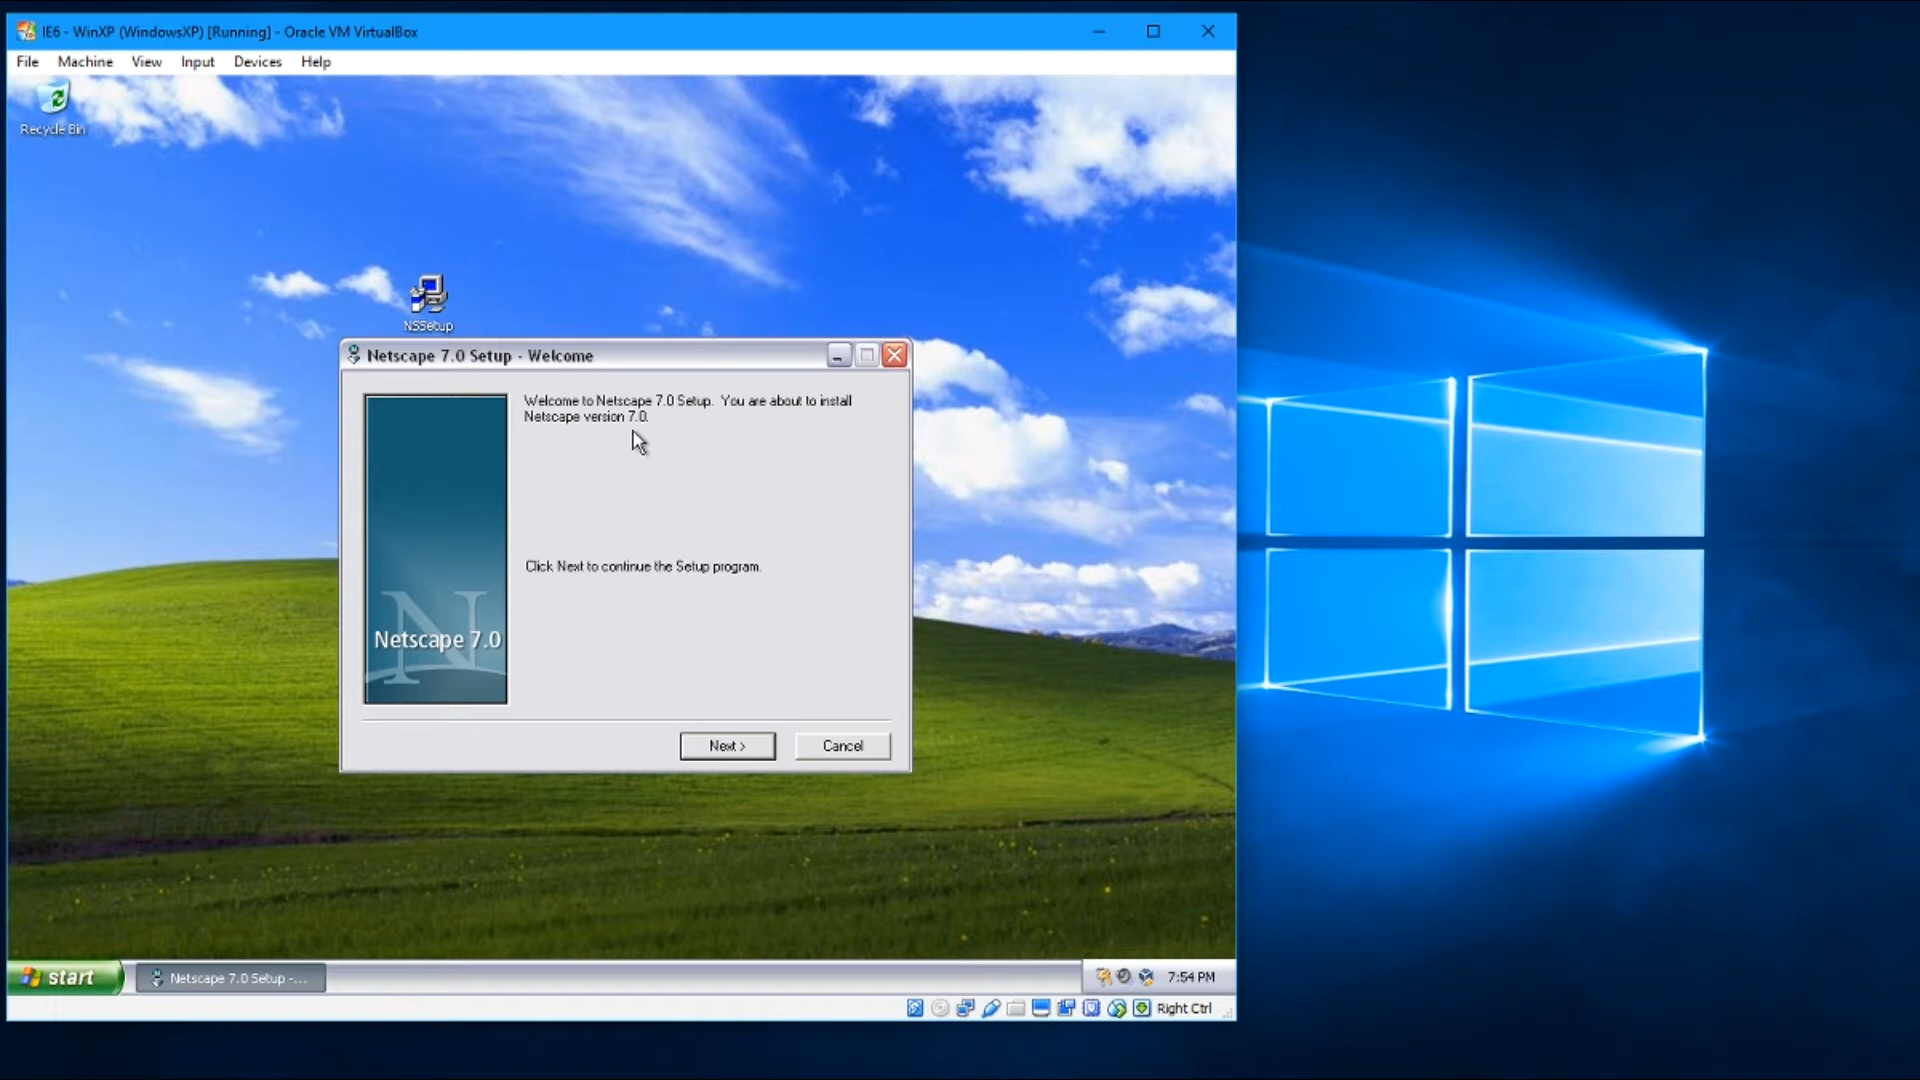 IE6 - WinXP (WindowsXP) [Running] - Oracle VM VirtualBox
File Machine View Input Devices Help
Recycle Bin
NSSetup
Netscape 7.0 Setup - Welcome
Welcome to Netscape 7.0 Setup. You are about to install
Netscape version 7.0.
Click Next to continue the Setup program.
N
Netscape 7.0
Next >
Cancel
start
Netscape 7.0 Setup -...
7:54 PM
Right Ctrl